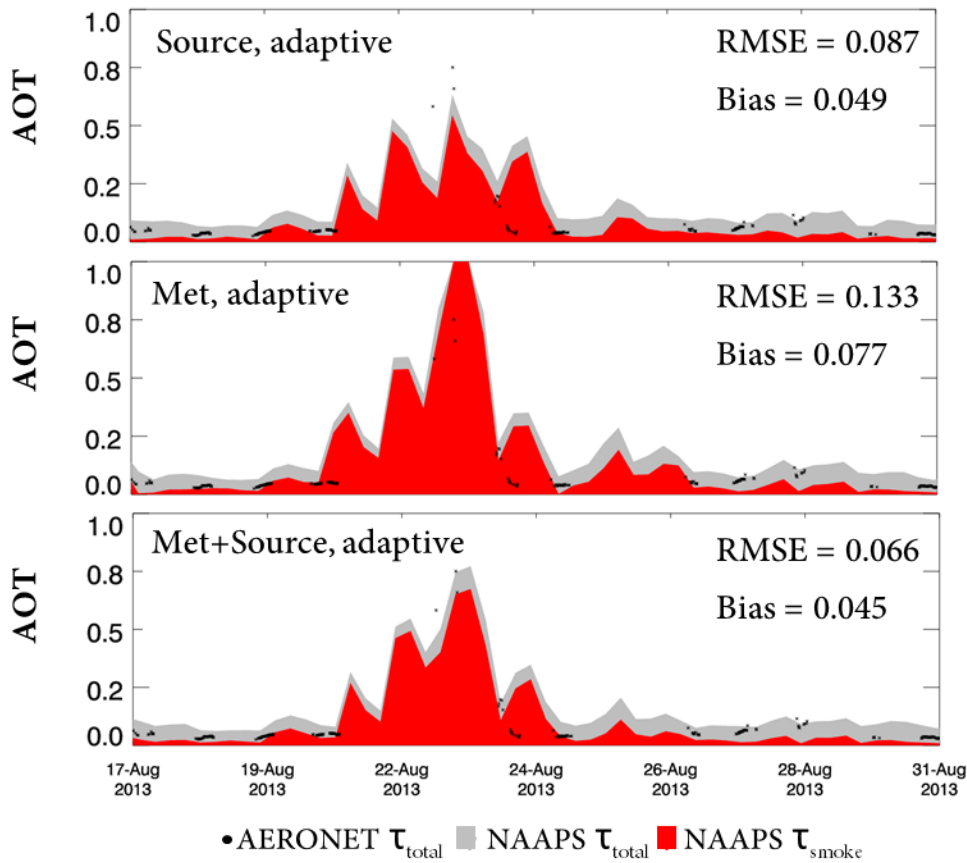 1.0
Source, adaptive
RMSE = 0.087
0.8
Bias = 0.049
AOT
0.5
0.2
0.0
1.0
Met, adaptive
RMSE = 0.133
0.8
Bias = 0.077
AOT
0.5
0.2
0.0
1.0
Met+Source, adaptive
RMSE = 0.066
0.8
Bias = 0.045
AOT
0.5
0.2
0.0
17-Aug 19-Aug 22-Aug 24-Aug 26-Aug 28-Aug 31-Aug
2013 2013 2013 2013 2013 2013 2013
AERONET τtotal NAAPS τtotal NAAPS τsmoke